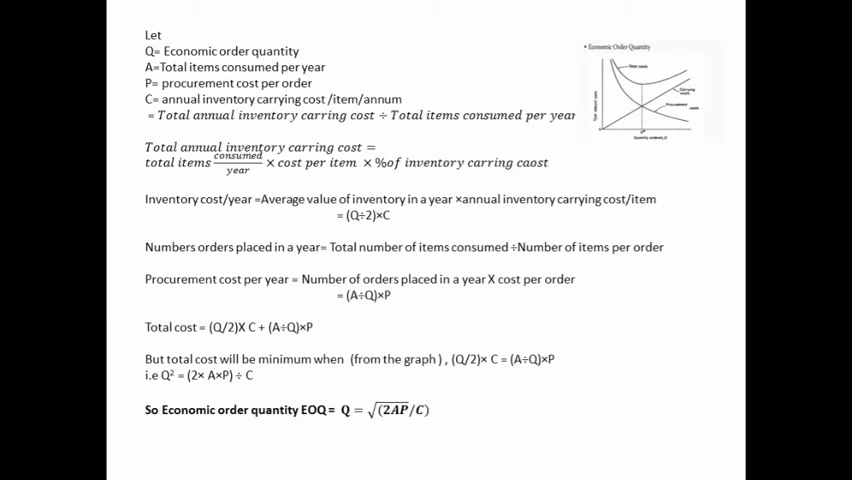 Let
Q= Economic order quantity
A=Total items consumed per year
P= procurement cost per order
C= annual inventory carrying cost /item/annum
= Total annual inventory carring cost ÷ Total items consumed per year
Total annual inventory carring cost =
total items consumed/year × cost per item × %of inventory carring caost
Inventory cost/year =Average value of inventory in a year ×annual inventory carrying cost/item
= (Q÷2)×C
Numbers orders placed in a year= Total number of items consumed ÷Number of items per order
Procurement cost per year = Number of orders placed in a year X cost per order
= (A÷Q)×P
Total cost = (Q/2)X C + (A÷Q)×P
But total cost will be minimum when (from the graph ) , (Q/2)× C = (A÷Q)×P
i.e Q² = (2× A×P) ÷ C
So Economic order quantity EOQ = Q = √(2AP/C)
• Economic Order Quantity
Total costs
Carrying costs
Procurement costs
Total relevant costs
Quantity ordered, Q